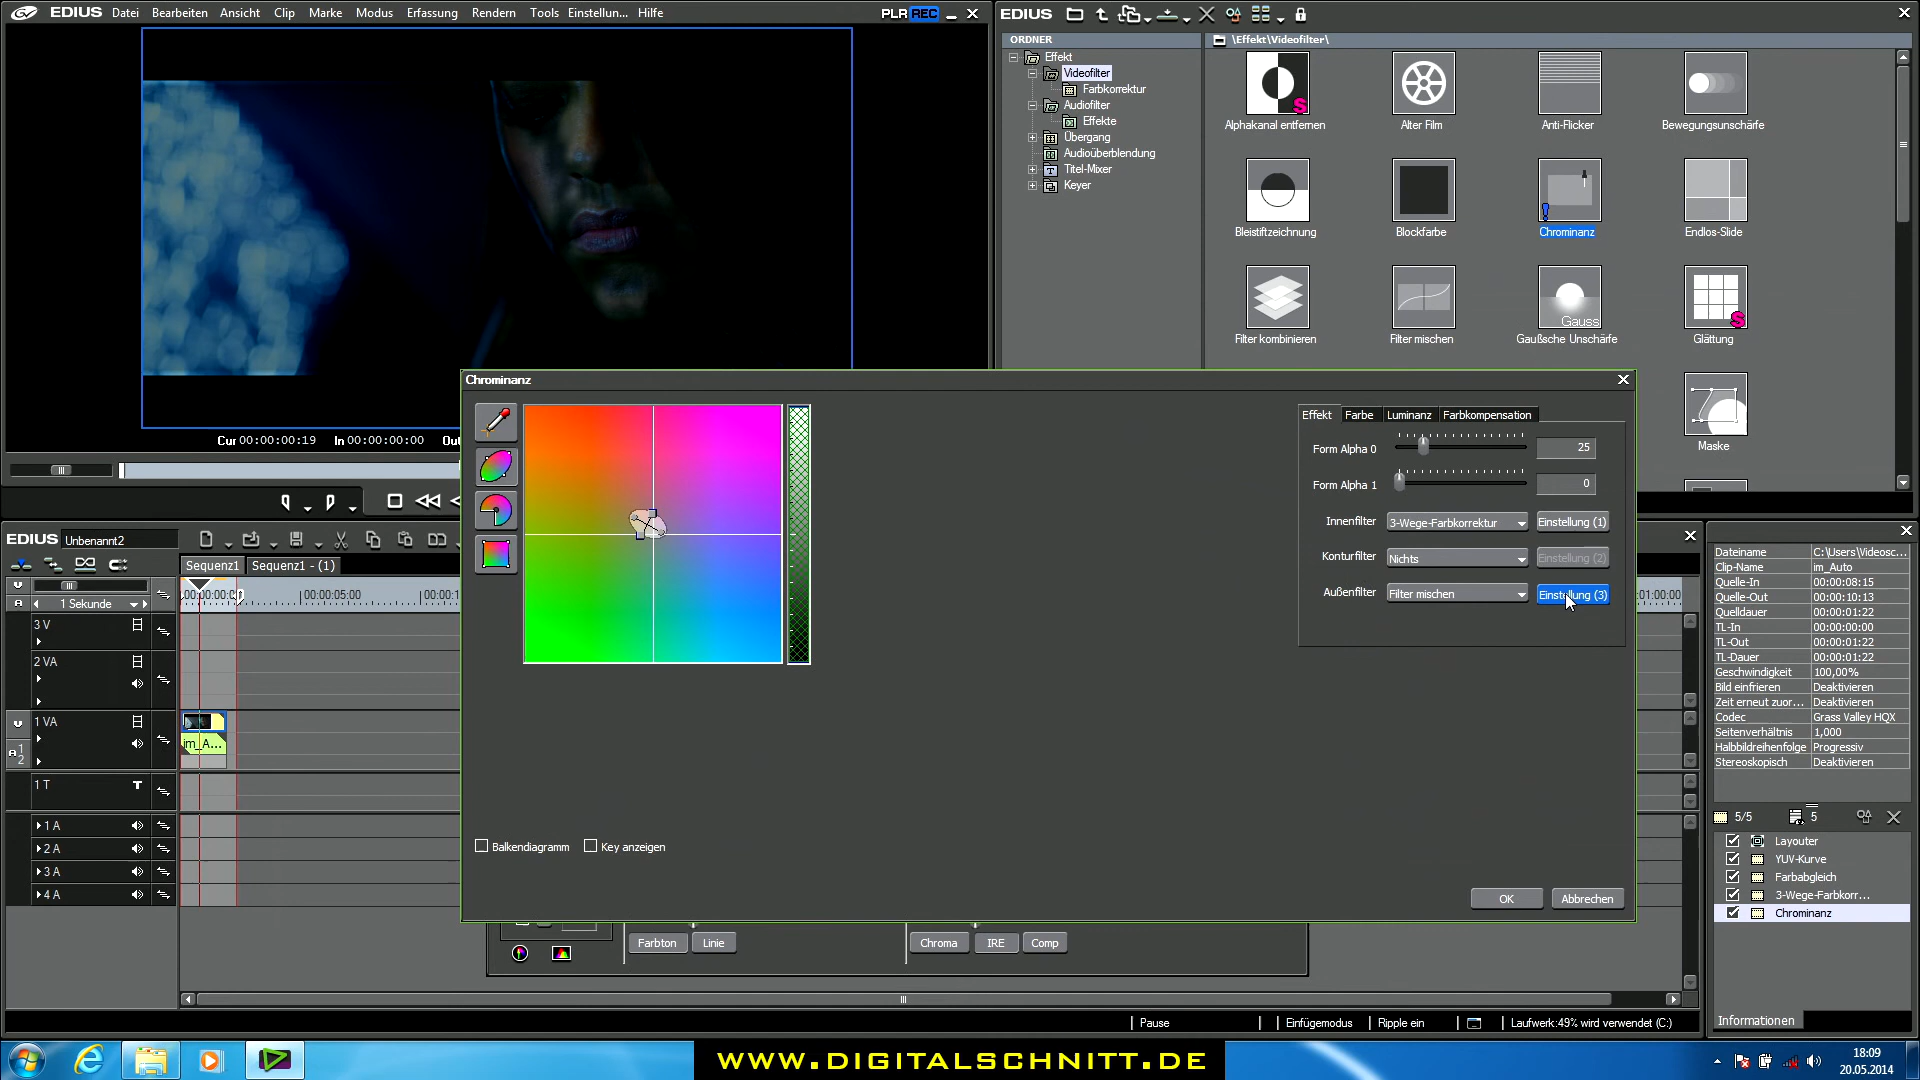 EDIUS Datei Bearbeiten Ansicht Clip Marke Modus Erfassung Rendern Tools Einstellun... Hilfe PLR REC
EDIUS
ORDNER
\Effekt\Videofilter\
Effekt
Videofilter
Farbkorrektur
Audiofilter
Effekte
Übergang
Audioüberblendung
Titel-Mixer
Keyer
Alphakanal entfernen Alter Film Anti-Flicker Bewegungsunschärfe
Bleistiftzeichnung Blockfarbe Chrominanz Endlos-Slide
Gauss
Filter kombinieren Filter mischen Gaußsche Unschärfe Glättung
Maske
Cur 00:00:00:19 In 00:00:00:00 Out
Chrominanz
Effekt Farbe Luminanz Farbkompensation
Form Alpha 0 25
Form Alpha 1 0
Innenfilter 3-Wege-Farbkorrektur Einstellung (1)
Konturfilter Nichts Einstellung (2)
Außenfilter Filter mischen Einstellung (3)
Balkendiagramm Key anzeigen
OK Abbrechen
EDIUS Unbenannt2
Sequenz1 Sequenz1 - (1)
1 Sekunde 00:00:05:00 01:00:00
3 V
2 VA
1 VA
im_A...
1 T T
1 A
2 A
3 A
4 A
Farbton Linie Chroma IRE Comp
Dateiname C:\Users\Videosc...
Clip-Name im_Auto
Quelle-In 00:00:08:15
Quelle-Out 00:00:10:13
Quelldauer 00:00:01:22
TL-In 00:00:00:00
TL-Out 00:00:01:22
TL-Dauer 00:00:01:22
Geschwindigkeit 100,00%
Bild einfrieren Deaktivieren
Zeit erneut zuor... Deaktivieren
Codec Grass Valley HQX
Seitenverhältnis 1,000
Halbbildreihenfolge Progressiv
Stereoskopisch Deaktivieren
5/5 5
Layouter
YUV-Kurve
Farbabgleich
3-Wege-Farbkorr...
Chrominanz
Informationen
Pause Einfügemodus Ripple ein Laufwerk:49% wird verwendet (C:)
WWW.DIGITALSCHNITT.DE
18:09
20.05.2014